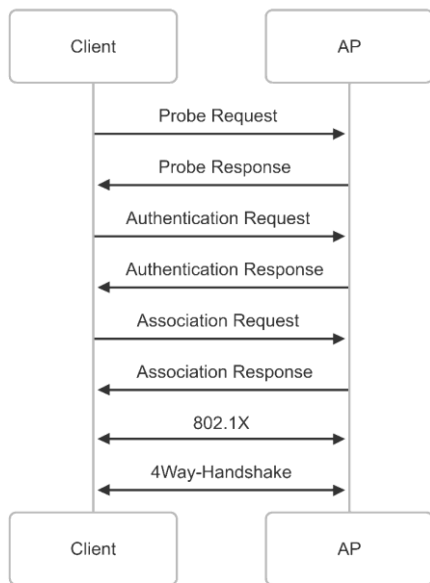 Client
AP
Probe Request
Probe Response
Authentication Request
Authentication Response
Association Request
Association Response
802.1X
4Way-Handshake
Client
AP